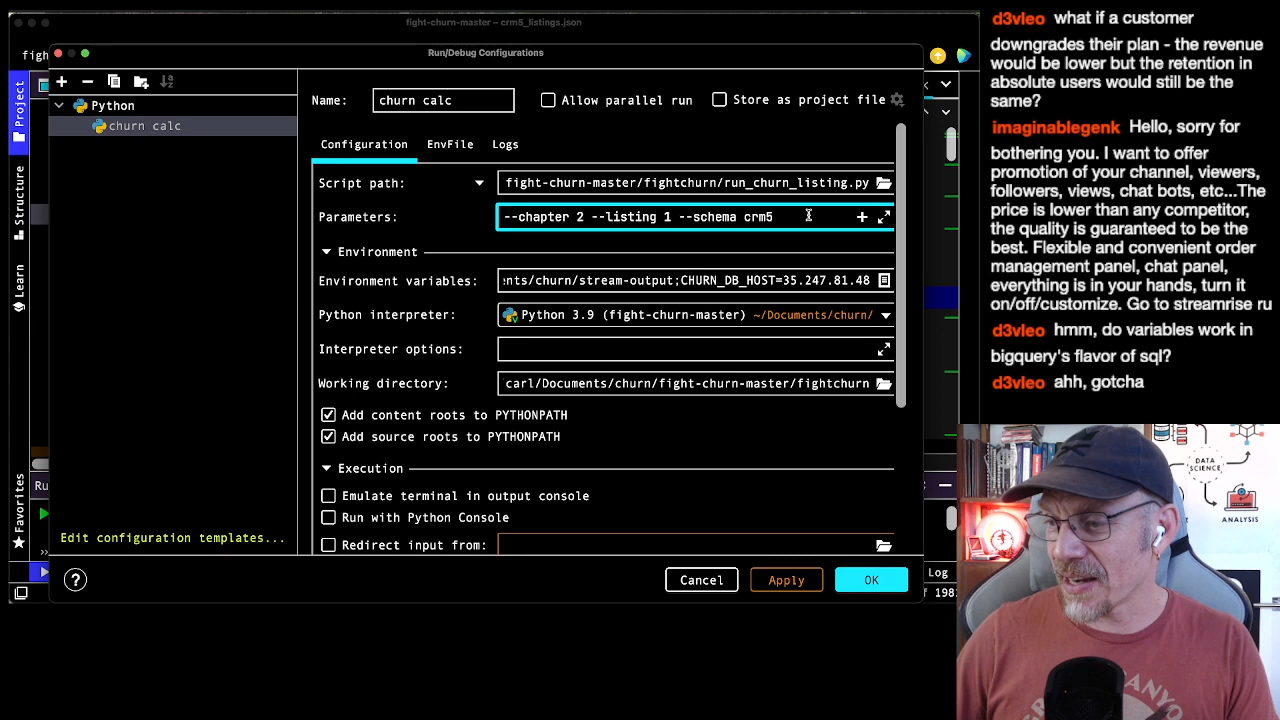 fight-churn-master – crm5_listings.json
Run/Debug Configurations
figh
Project
Structure
Learn
Favorites
Python
churn calc
Edit configuration templates...
Name:
churn calc
Allow parallel run
Store as project file
Configuration
EnvFile
Logs
Script path:
fight-churn-master/fightchurn/run_churn_listing.py
Parameters:
--chapter 2 --listing 1 --schema crm5
Environment
Environment variables:
nts/churn/stream-output;CHURN_DB_HOST=35.247.81.48
Python interpreter:
Python 3.9 (fight-churn-master) ~/Documents/churn/
Interpreter options:
Working directory:
carl/Documents/churn/fight-churn-master/fightchurn
Add content roots to PYTHONPATH
Add source roots to PYTHONPATH
Execution
Emulate terminal in output console
Run with Python Console
Redirect input from:
Cancel
Apply
OK
?
Ru
Log
f 1981
d3vleo what if a customer
downgrades their plan - the revenue
would be lower but the retention in
absolute users would still be the
same?
imaginablegenk Hello, sorry for
bothering you. I want to offer
promotion of your channel, viewers,
followers, views, chat bots, etc...The
price is lower than any competitor,
the quality is guaranteed to be the
best. Flexible and convenient order
management panel, chat panel,
everything is in your hands, turn it
on/off/customize. Go to streamrise ru
d3vleo hmm, do variables work in
bigquery's flavor of sql?
d3vleo ahh, gotcha
DATA
SCIENCE
ANALYSIS